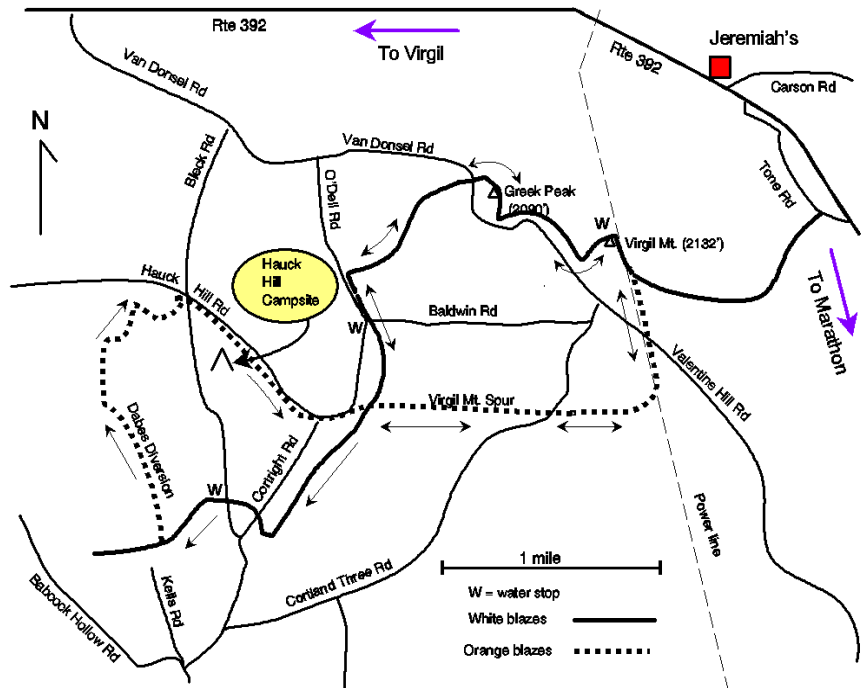 Rte 392
To Virgil
Jeremiah's
Rte 392
Carson Rd
Van Donsel Rd
N
Bleck Rd
Van Donsel Rd
O'Dell Rd
Greek Peak
(2090')
Tone Rd
W
Virgil Mt. (2132')
Hauck
Hill Rd
Hauck
Hill
Campsite
To Marathon
W
Baldwin Rd
Valentine Hill Rd
Virgil Mt. Spur
Dabes Diversion
Cortright Rd
W
Power line
1 mile
Cortland Three Rd
Kells Rd
Babcock Hollow Rd
W = water stop
White blazes
Orange blazes